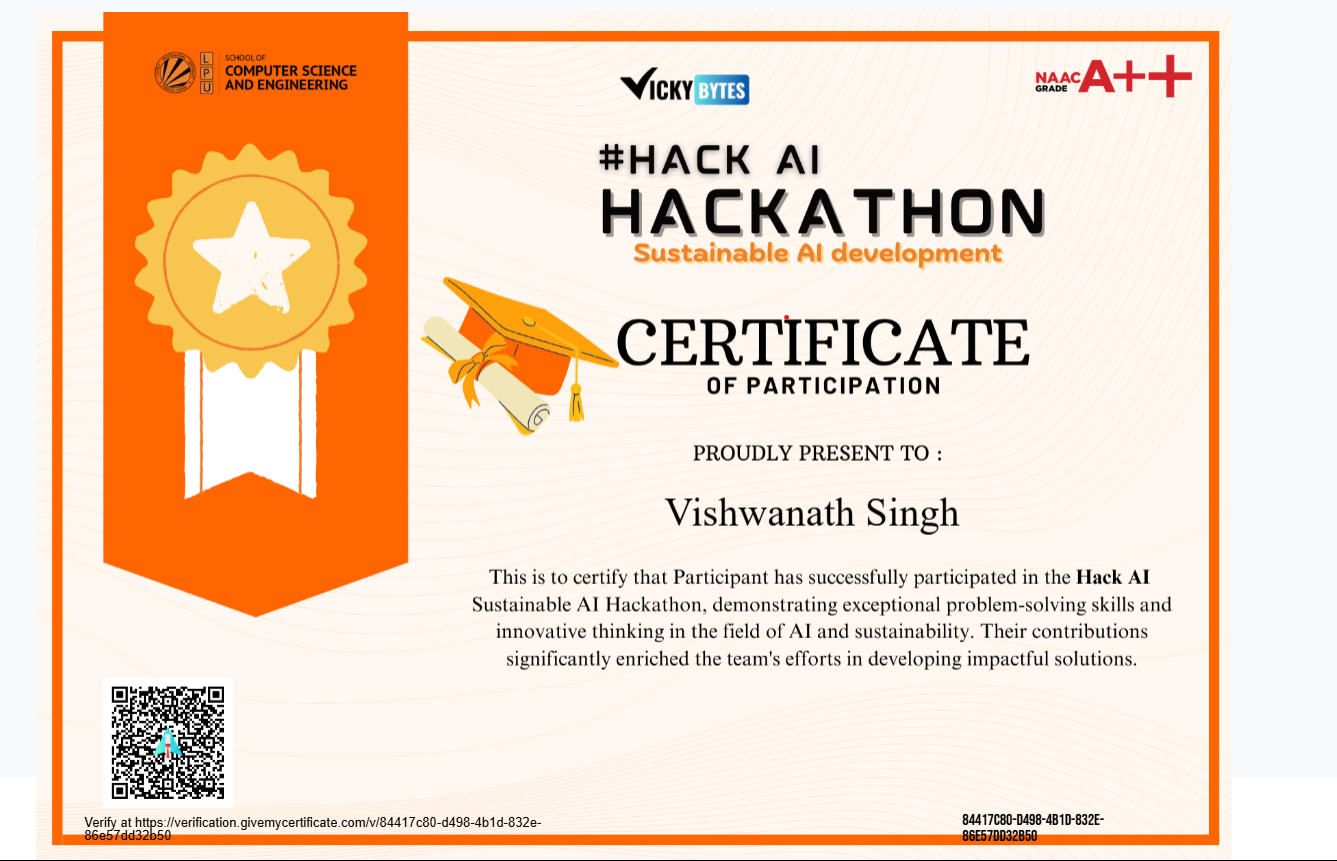 LPU
SCHOOL OF
COMPUTER SCIENCE
AND ENGINEERING
VICKY BYTES
NAAC
GRADE
A++
#HACK AI
HACKATHON
Sustainable AI development
CERTIFICATE
OF PARTICIPATION
PROUDLY PRESENT TO :
Vishwanath Singh
This is to certify that Participant has successfully participated in the Hack AI
Sustainable AI Hackathon, demonstrating exceptional problem-solving skills and
innovative thinking in the field of AI and sustainability. Their contributions
significantly enriched the team's efforts in developing impactful solutions.
Verify at https://verification.givemycertificate.com/v/84417c80-d498-4b1d-832e-
86e57dd32b50
84417C80-D498-4B1D-832E-
86E57DD32B50